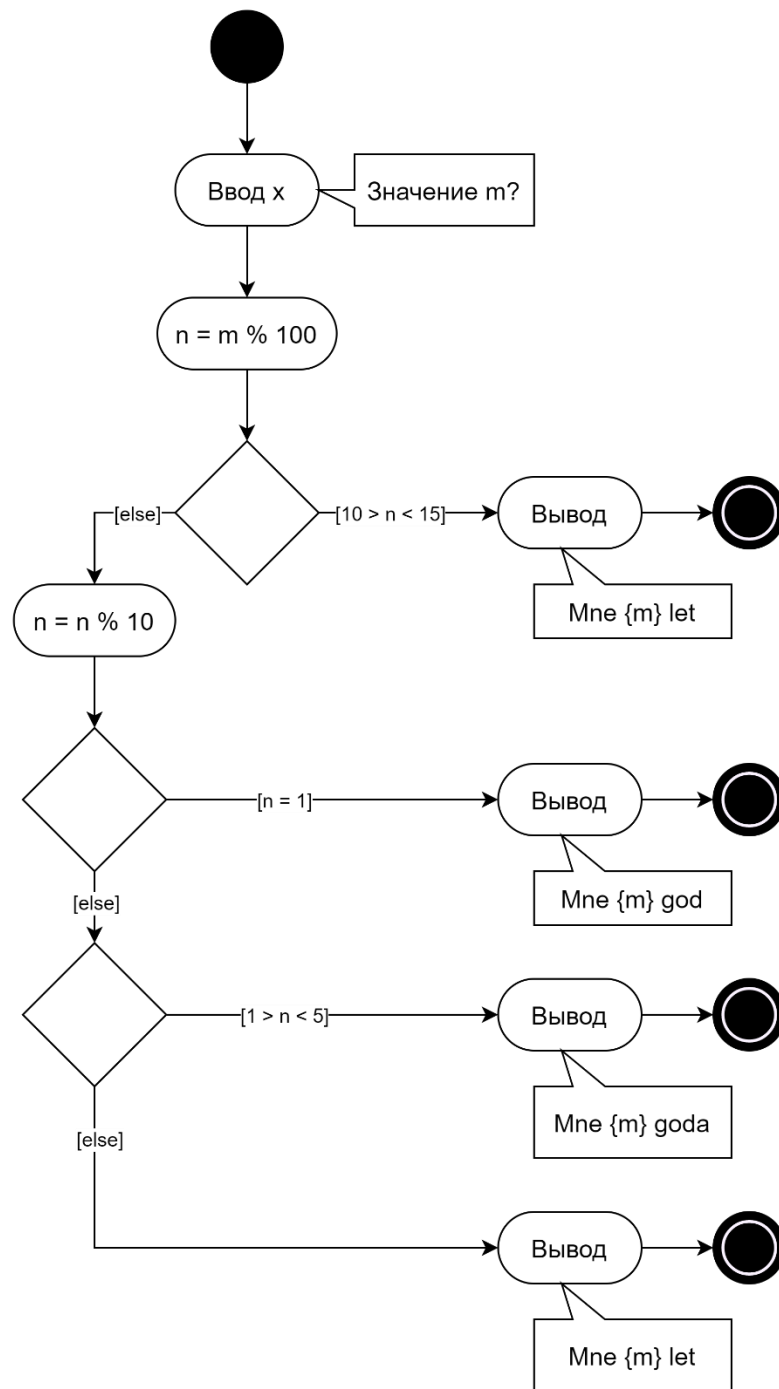 Ввод x
Значение m?
n = m % 100
[else]
[10 > n < 15]
Вывод
Mne {m} let
n = n % 10
[n = 1]
Вывод
Mne {m} god
[else]
[1 > n < 5]
Вывод
Mne {m} goda
[else]
Вывод
Mne {m} let